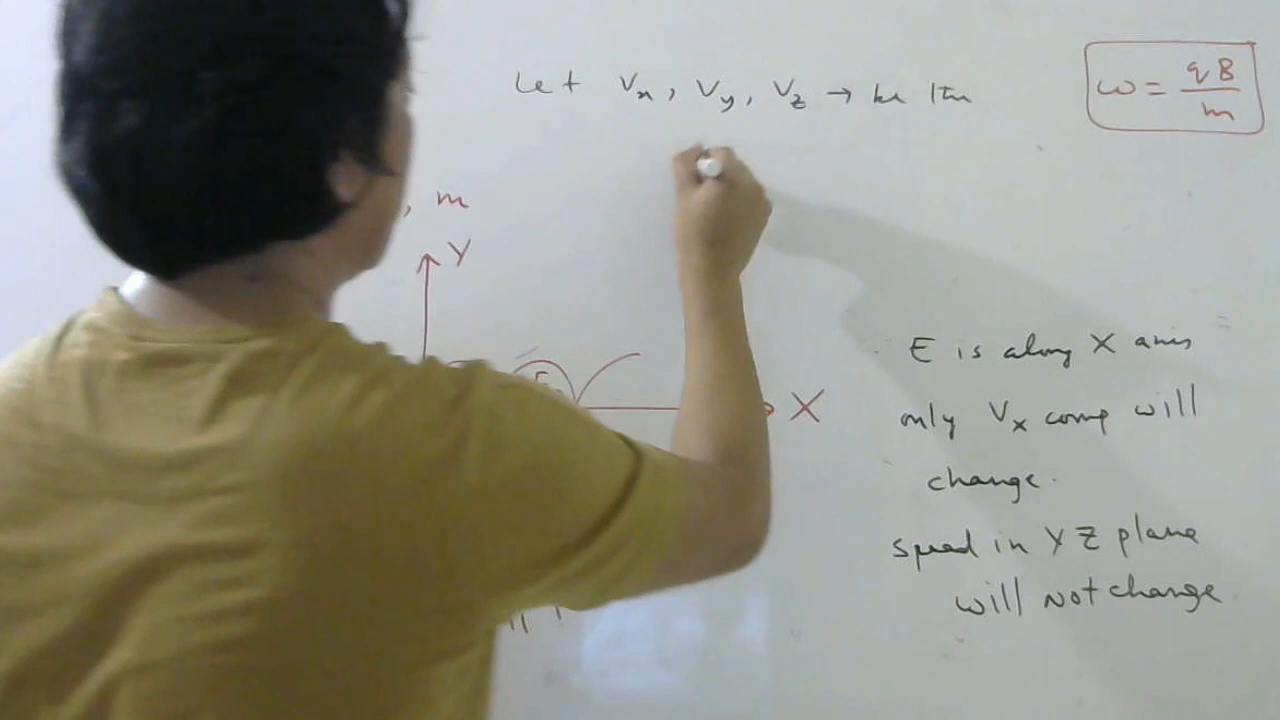 Let Vx, Vy, Vz → be the
ω = qB
m
, m
Y
X
E is along X axis
only Vx comp will
change.
speed in YZ plane
will not change